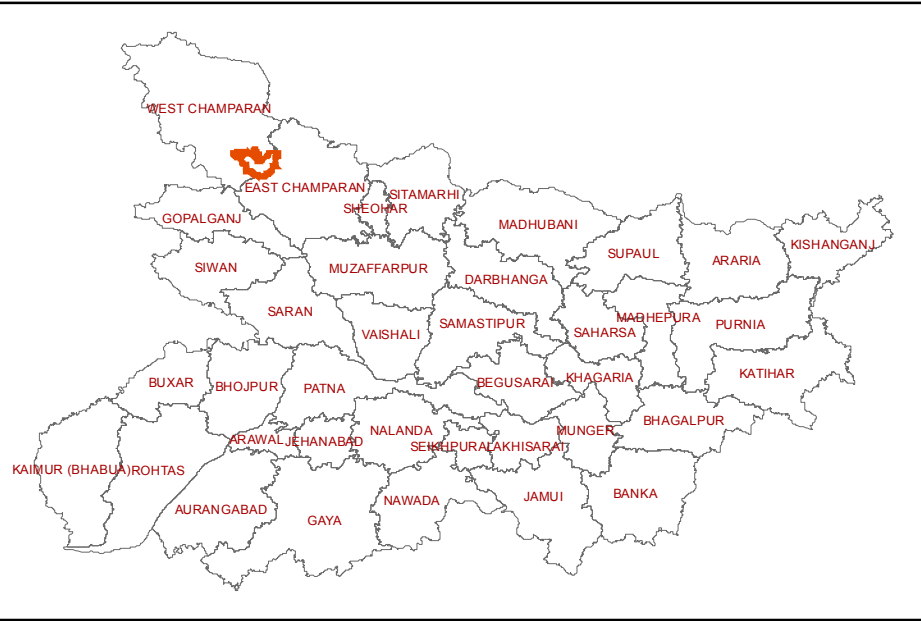 WEST CHAMPARAN
EAST CHAMPARAN
SITAMARHI
SHEOHAR
GOPALGANJ
MADHUBANI
KISHANGANJ
SUPAUL
ARARIA
SIWAN
MUZAFFARPUR
DARBHANGA
SARAN
MADHEPURA
SAMASTIPUR
PURNIA
VAISHALI
SAHARSA
KATIHAR
BUXAR
BHOJPUR
PATNA
BEGUSARAI
KHAGARIA
BHAGALPUR
NALANDA
MUNGER
ARAWAL
JEHANABAD
SEIKHPURA
LAKHISARAI
KAIMUR (BHABUA)
ROHTAS
AURANGABAD
GAYA
NAWADA
JAMUI
BANKA